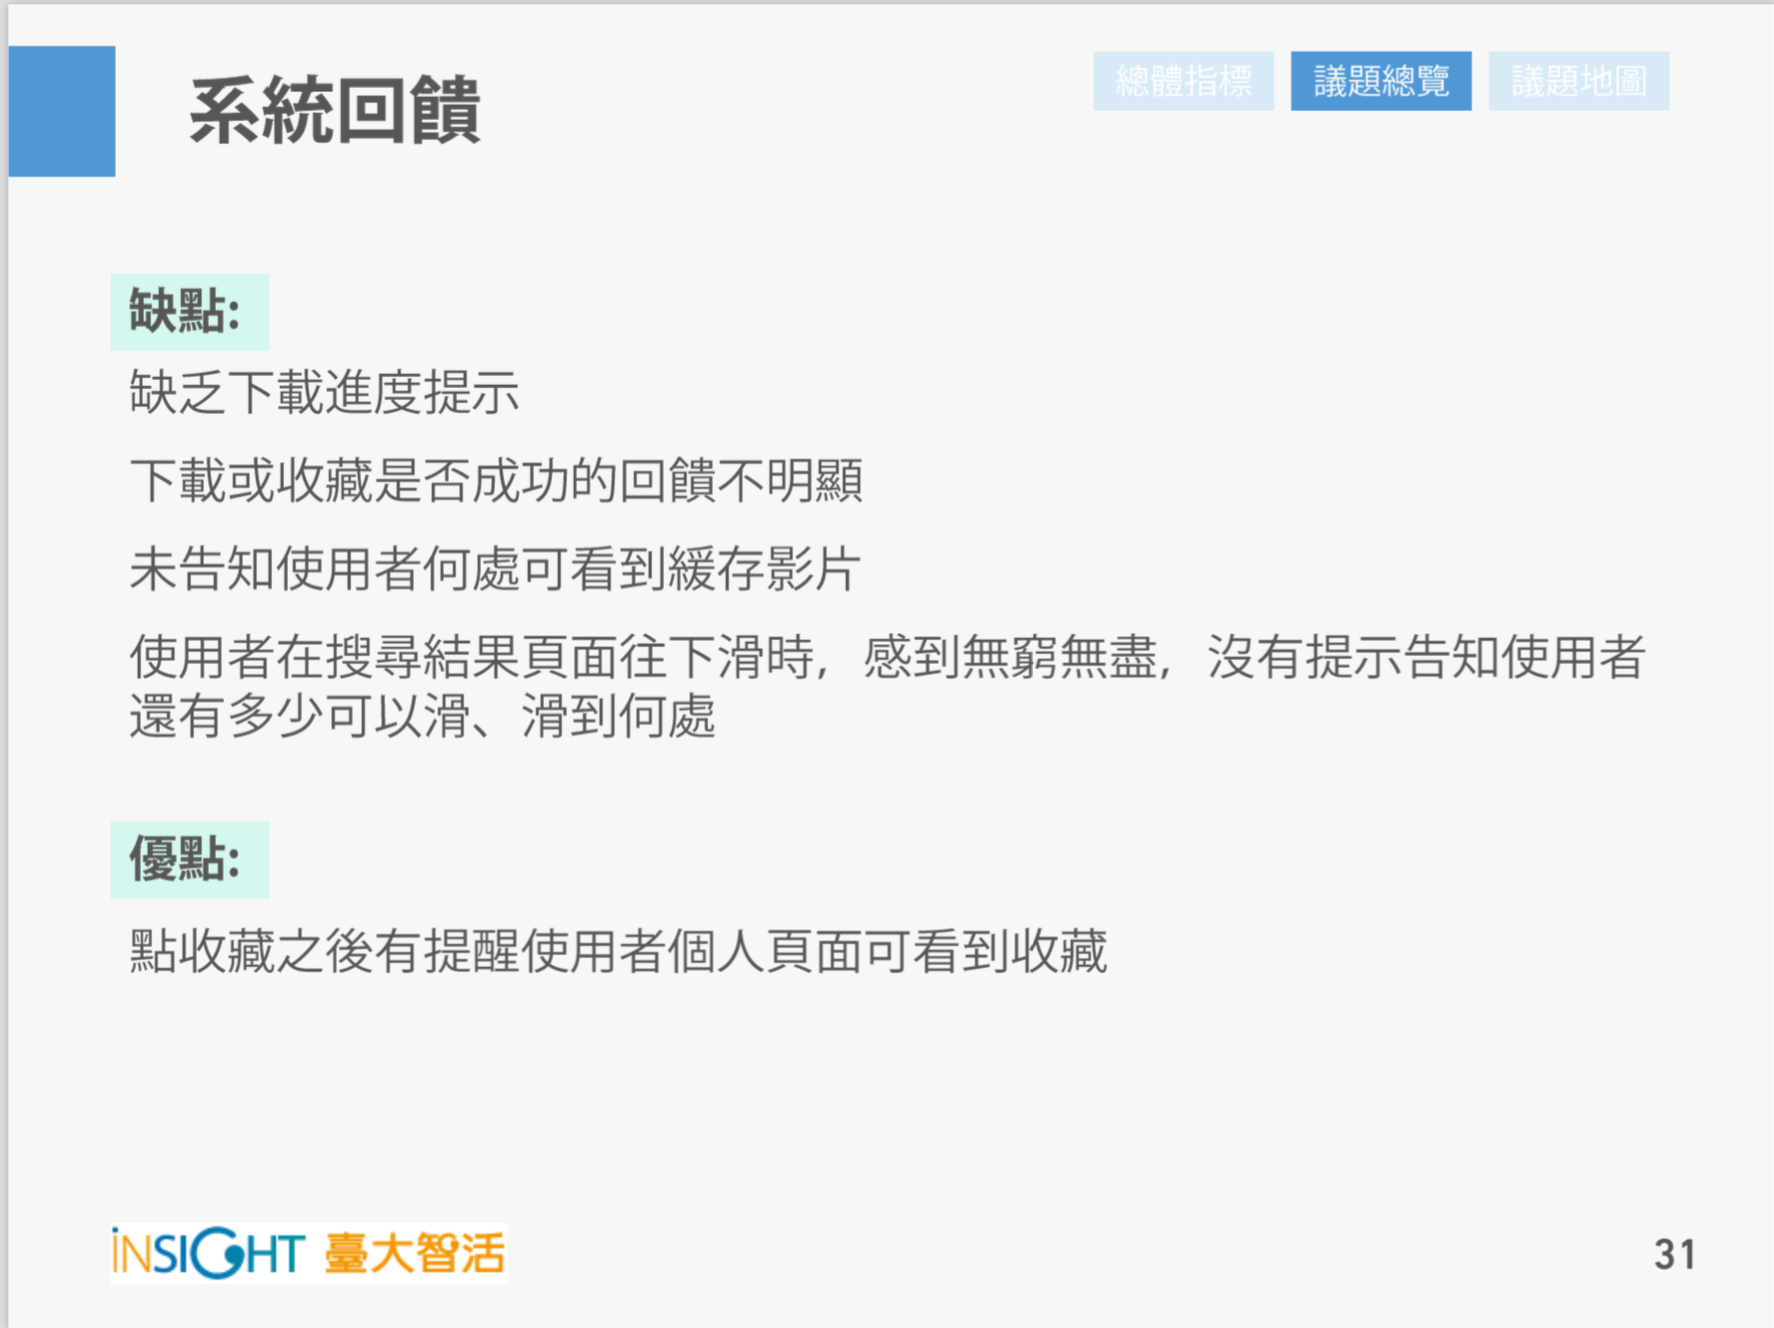 系統回饋
總體指標
議題總覽
議題地圖
缺點:
缺乏下載進度提示
下載或收藏是否成功的回饋不明顯
未告知使用者何處可看到緩存影片
使用者在搜尋結果頁面往下滑時，感到無窮無盡，沒有提示告知使用者
還有多少可以滑、滑到何處
優點:
點收藏之後有提醒使用者個人頁面可看到收藏
iNSIGHT 臺大智活
31